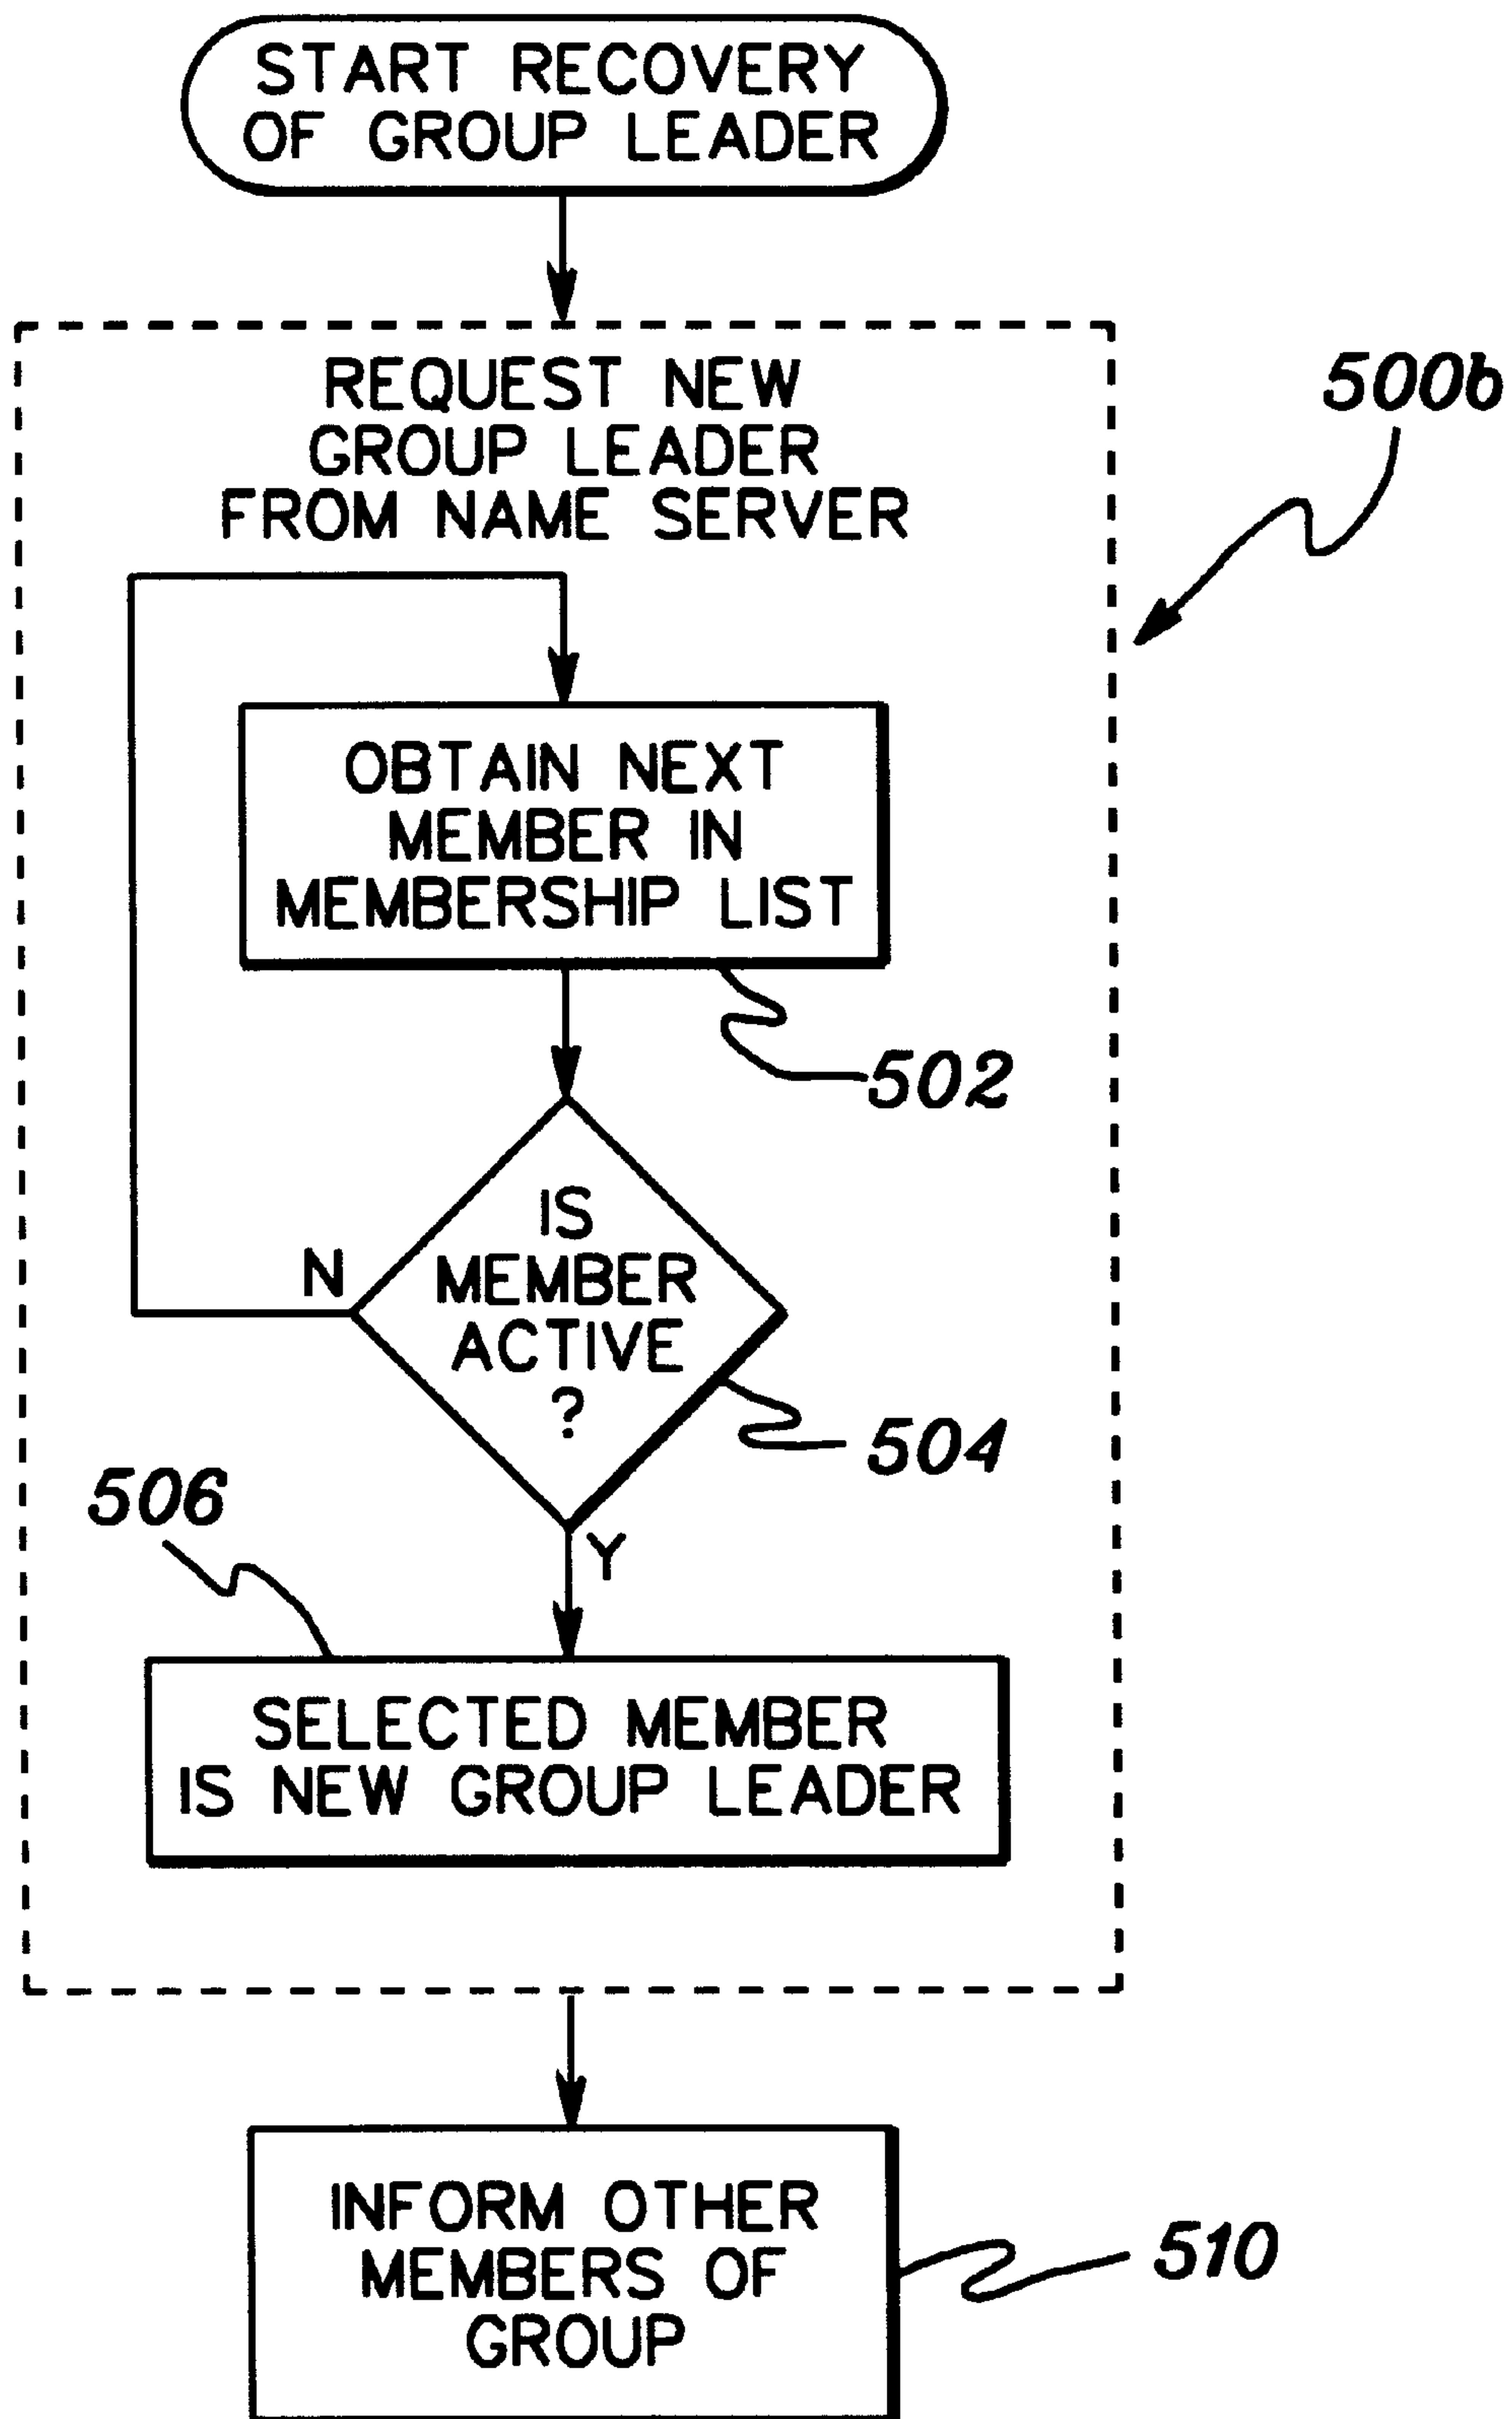 START RECOVERY
OF GROUP LEADER
REQUEST NEW
GROUP LEADER
FROM NAME SERVER
500b
OBTAIN NEXT
MEMBER IN
MEMBERSHIP LIST
502
IS
MEMBER
ACTIVE
?
N
504
506
Y
SELECTED MEMBER
IS NEW GROUP LEADER
INFORM OTHER
MEMBERS OF
GROUP
510